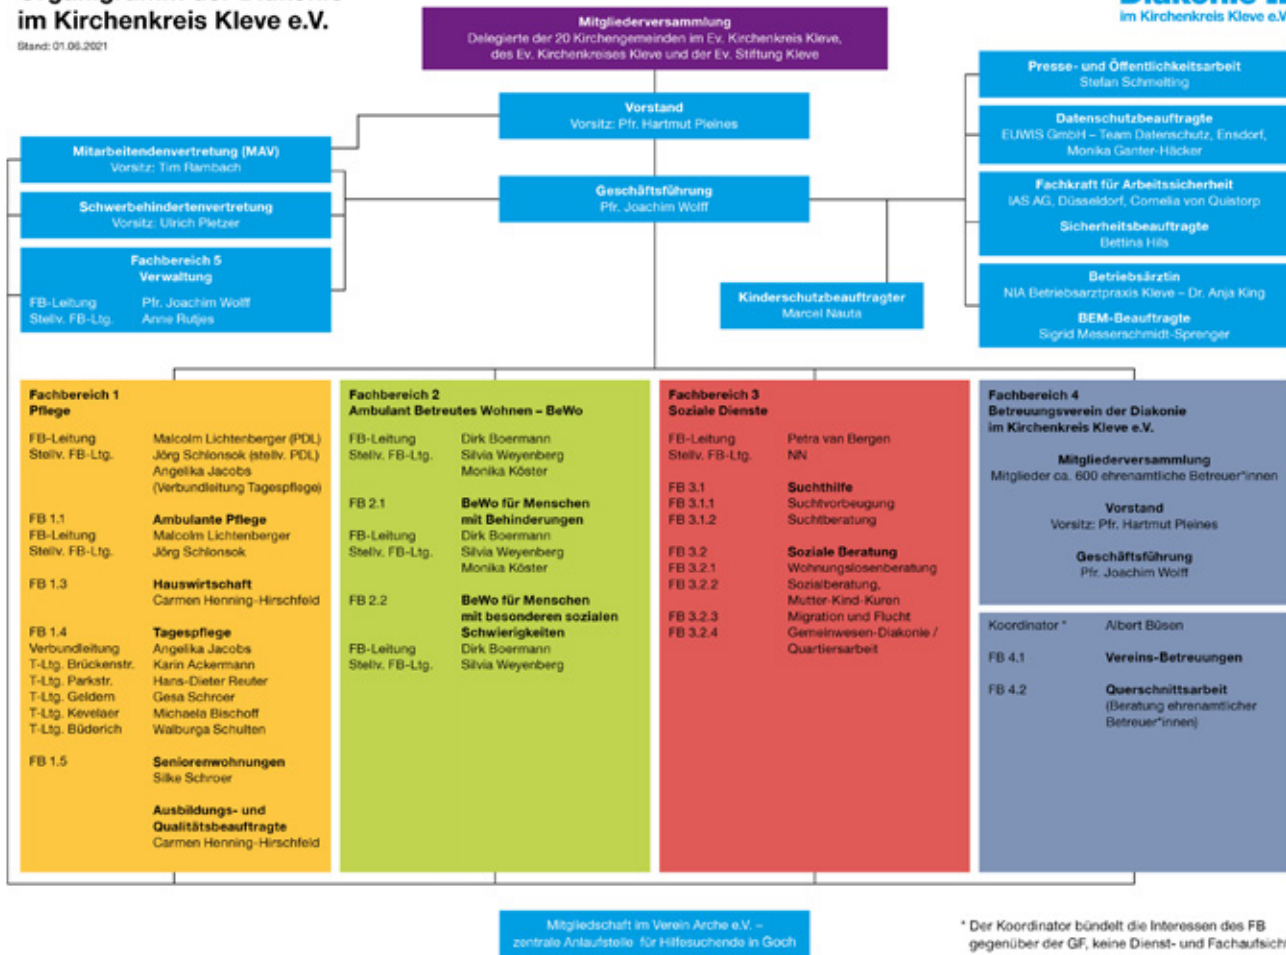 im Kirchenkreis Kleve e.V.
Stand: 01.06.2021
im Kirchenkreis Kleve e.V.
Mitgliederversammlung
Delegierte der 20 Kirchengemeinden im Ev. Kirchenkreis Kleve,
des Ev. Kirchenkreises Kleve und der Ev. Stiftung Kleve
Vorstand
Vorsitz: Pfr. Hartmut Pleines
Geschäftsführung
Pfr. Joachim Wolff
Mitarbeitendenvertretung (MAV)
Vorsitz: Tim Rambach
Schwerbehindertenvertretung
Vorsitz: Ulrich Pletzer
Fachbereich 5
Verwaltung
FB-Leitung Pfr. Joachim Wolff
Stellv. FB-Ltg. Anne Rutjes
Kinderschutzbeauftragter
Marcel Nauta
Presse- und Öffentlichkeitsarbeit
Stefan Schmelting
Datenschutzbeauftragte
EUWIS GmbH – Team Datenschutz, Ensdorf,
Monika Ganter-Häcker
Fachkraft für Arbeitssicherheit
IAS AG, Düsseldorf, Cornelia von Quistorp
Sicherheitsbeauftragte
Bettina Hils
Betriebsärztin
NIA Betriebsarztpraxis Kleve – Dr. Anja King
BEM-Beauftragte
Sigrid Messerschmidt-Sprenger
Fachbereich 1
Pflege
FB-Leitung Malcolm Lichtenberger (PDL)
Stellv. FB-Ltg. Jörg Schlonsok (stellv. PDL)
Angelika Jacobs
(Verbundleitung Tagespflege)
FB 1.1 Ambulante Pflege
FB-Leitung Malcolm Lichtenberger
Stellv. FB-Ltg. Jörg Schlonsok
FB 1.3 Hauswirtschaft
Carmen Henning-Hirschfeld
FB 1.4 Tagespflege
Verbundleitung Angelika Jacobs
T-Ltg. Brückenstr. Karin Ackermann
T-Ltg. Parkstr. Hans-Dieter Reuter
T-Ltg. Geldern Gesa Schroer
T-Ltg. Kevelaer Michaela Bischoff
T-Ltg. Büderich Walburga Schulten
FB 1.5 Seniorenwohnungen
Silke Schroer
Ausbildungs- und
Qualitätsbeauftragte
Carmen Henning-Hirschfeld
Fachbereich 2
Ambulant Betreutes Wohnen – BeWo
FB-Leitung Dirk Boermann
Stellv. FB-Ltg. Silvia Weyenberg
Monika Köster
FB 2.1 BeWo für Menschen
mit Behinderungen
FB-Leitung Dirk Boermann
Stellv. FB-Ltg. Silvia Weyenberg
Monika Köster
FB 2.2 BeWo für Menschen
mit besonderen sozialen
Schwierigkeiten
FB-Leitung Dirk Boermann
Stellv. FB-Ltg. Silvia Weyenberg
Fachbereich 3
Soziale Dienste
FB-Leitung Petra van Bergen
Stellv. FB-Ltg. NN
FB 3.1 Suchthilfe
FB 3.1.1 Suchtvorbeugung
FB 3.1.2 Suchtberatung
FB 3.2 Soziale Beratung
FB 3.2.1 Wohnungslosenberatung
FB 3.2.2 Sozialberatung,
Mutter-Kind-Kuren
FB 3.2.3 Migration und Flucht
FB 3.2.4 Gemeinwesen-Diakonie /
Quartiersarbeit
Fachbereich 4
Betreuungsverein der Diakonie
im Kirchenkreis Kleve e.V.
Mitgliederversammlung
Mitglieder ca. 600 ehrenamtliche Betreuer*innen
Vorstand
Vorsitz: Pfr. Hartmut Pleines
Geschäftsführung
Pfr. Joachim Wolff
Koordinator * Albert Büsen
FB 4.1 Vereins-Betreuungen
FB 4.2 Querschnittsarbeit
(Beratung ehrenamtlicher
Betreuer*innen)
Mitgliedschaft im Verein Arche e.V. –
zentrale Anlaufstelle für Hilfesuchende in Goch
* Der Koordinator bündelt die Interessen des FB
gegenüber der GF, keine Dienst- und Fachaufsicht